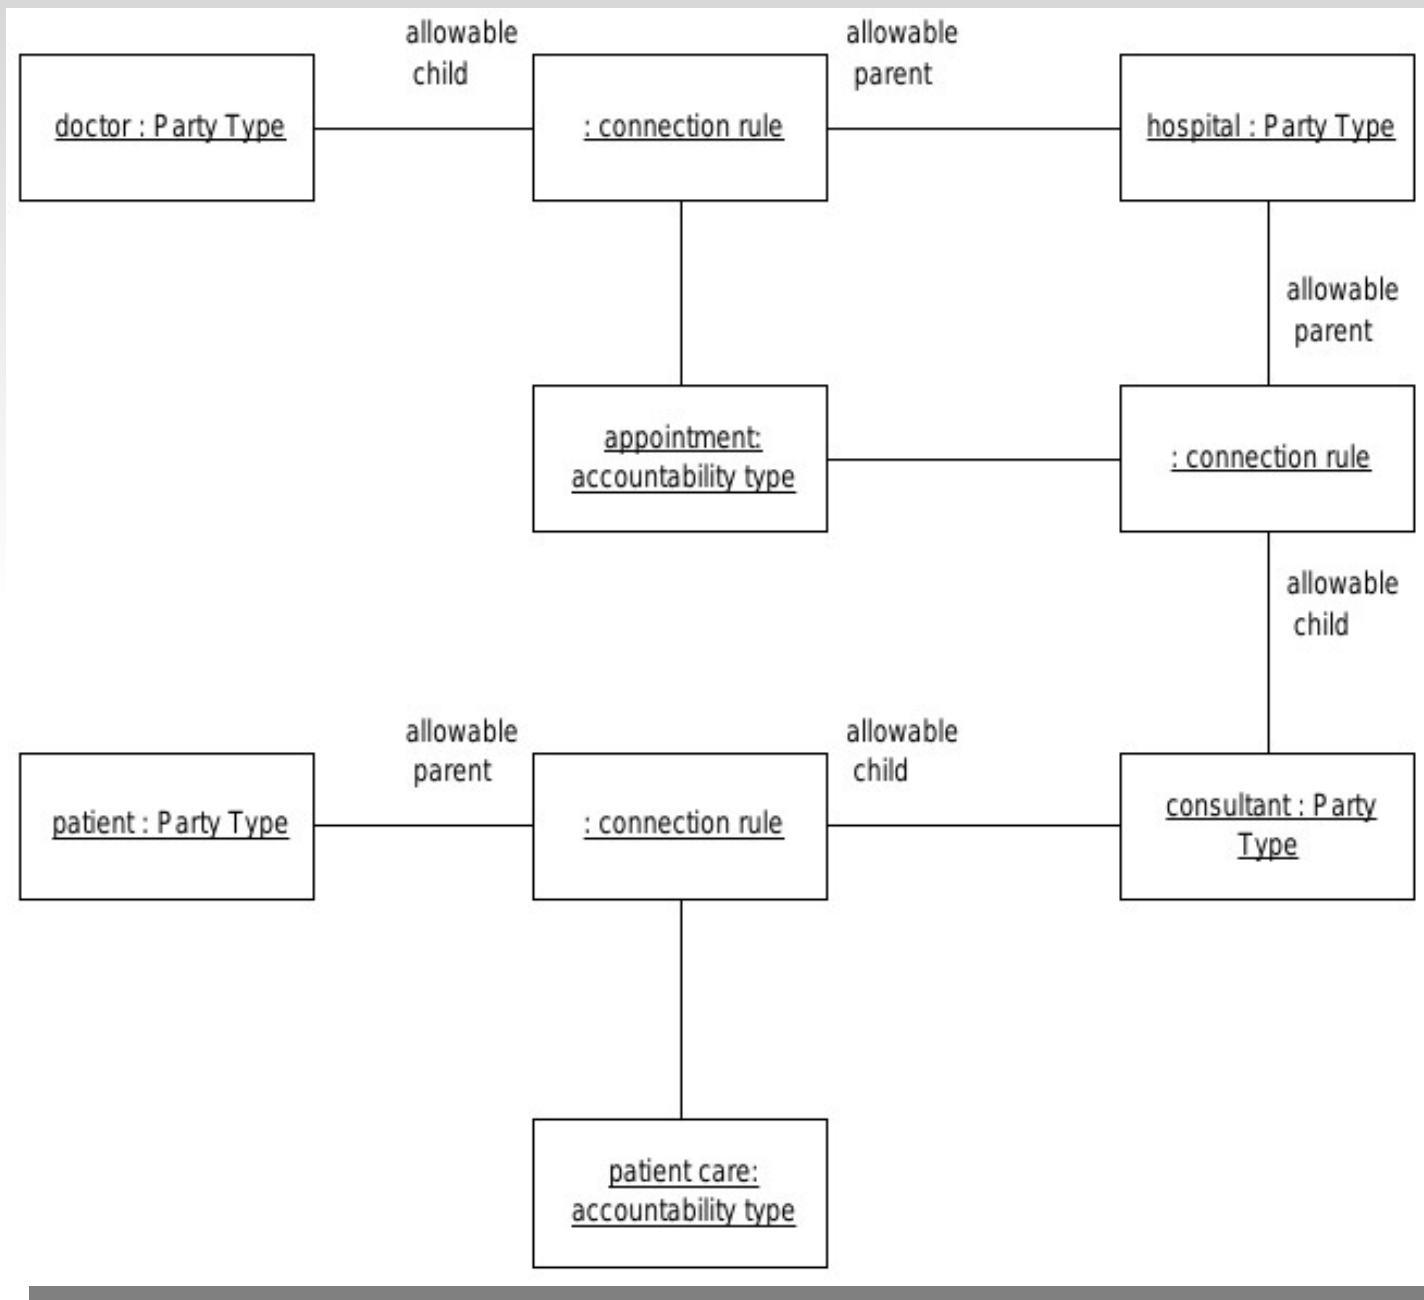 allowable
child
allowable
parent
doctor : Party Type
: connection rule
hospital : Party Type
allowable
parent
appointment:
accountability type
: connection rule
allowable
child
allowable
parent
allowable
child
patient : Party Type
: connection rule
consultant : Party
Type
patient care:
accountability type